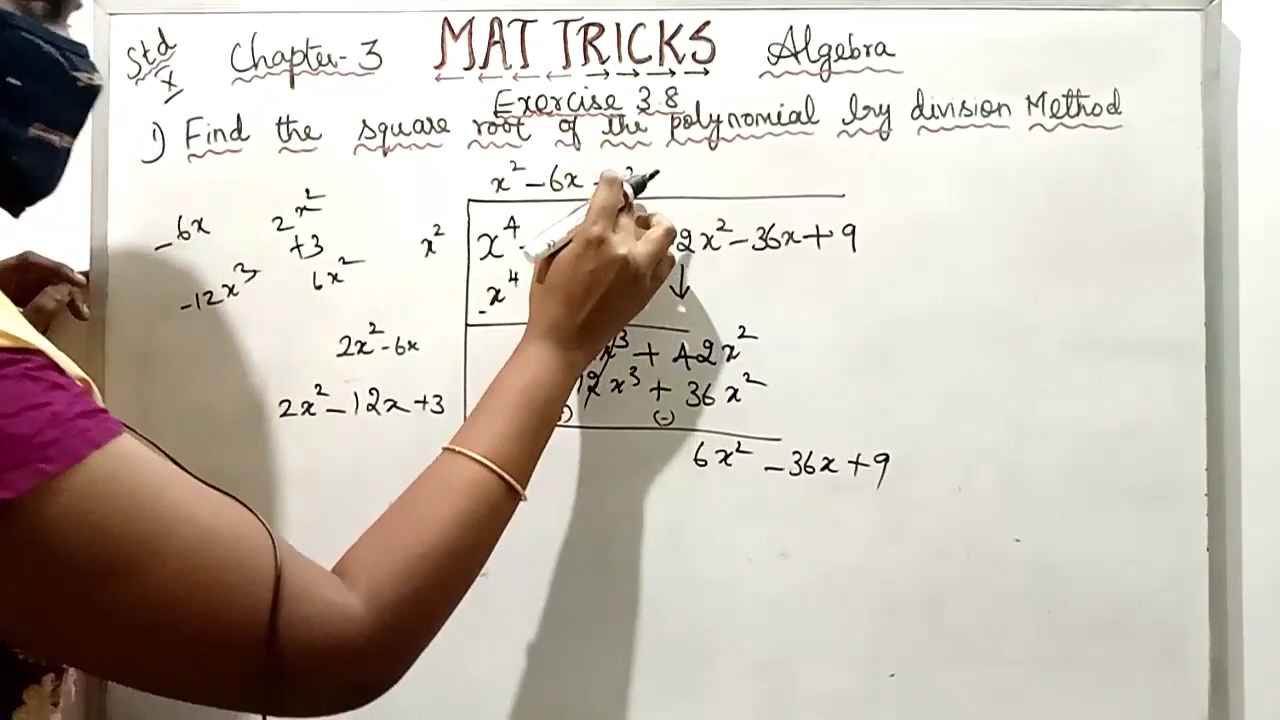 Std X Chapter-3 MAT TRICKS Algebra
Exercise 3.8
1) Find the square root of the polynomial by division Method
x² - 6x
x² x⁴ 2x² - 36x + 9
-x⁴
-6x 2x²
+3
-12x³ 6x²
2x² - 6x x³ + 42x²
2x² - 12x + 3 12x³ + 36x²
(-)
6x² - 36x + 9